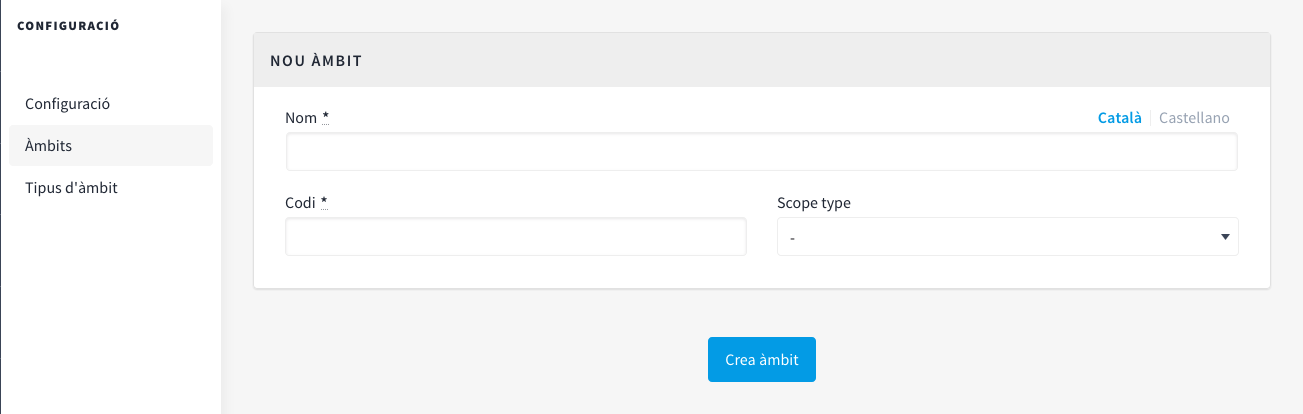 CONFIGURACIÓ
Configuració
Àmbits
Tipus d'àmbit
NOU ÀMBIT
Nom *
Català Castellano
Codi *
Scope type
-
Crea àmbit